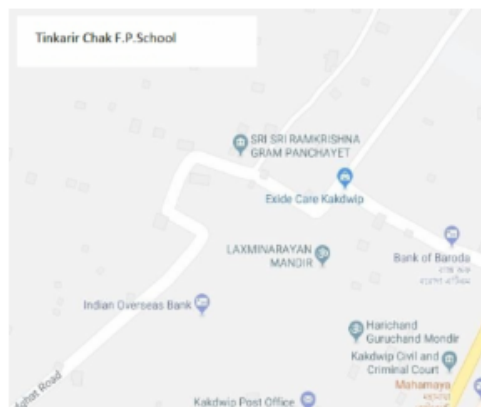 Tinkarir Chak F.P.School
SRI SRI RAMKRISHNA
GRAM PANCHAYET
Exide Care Kakdwip
LAXMINARAYAN
MANDIR
Bank of Baroda
Indian Overseas Bank
Harichand
Guruchand Mondir
Kakdwip Civil and
Criminal Court
Mahamaya
Road
Kakdwip Post Office